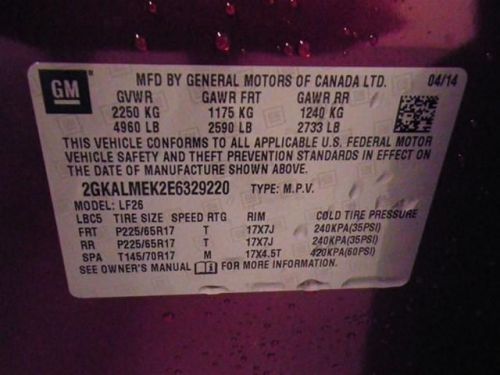 GM
MFD BY GENERAL MOTORS OF CANADA LTD. 04/14
GVWR GAWR FRT GAWR RR
2250 KG 1175 KG 1240 KG
4960 LB 2590 LB 2733 LB
THIS VEHICLE CONFORMS TO ALL APPLICABLE U.S. FEDERAL MOTOR
VEHICLE SAFETY AND THEFT PREVENTION STANDARDS IN EFFECT ON
THE DATE OF MANUFACTURE SHOWN ABOVE.
2GKALMEK2E6329220 TYPE: M.P.V.
MODEL: LF26
LBC5 TIRE SIZE SPEED RTG RIM COLD TIRE PRESSURE
FRT P225/65R17 T 17X7J 240KPA(35PSI)
RR P225/65R17 T 17X7J 240KPA(35PSI)
SPA T145/70R17 M 17X4.5T 420KPA(60PSI)
SEE OWNER'S MANUAL FOR MORE INFORMATION.